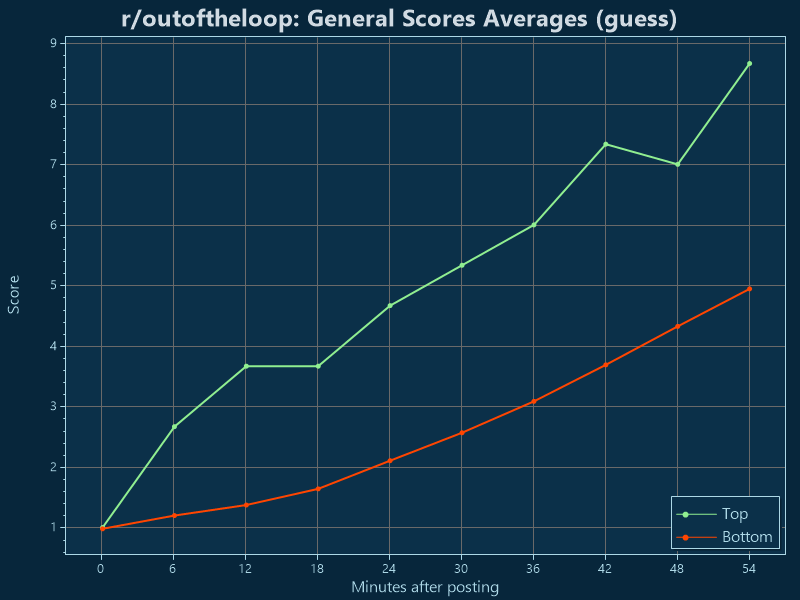 r/outoftheloop: General Scores Averages (guess)
9
8
7
6
5
4
3
2
1
Score
Top
Bottom
0 6 12 18 24 30 36 42 48 54
Minutes after posting